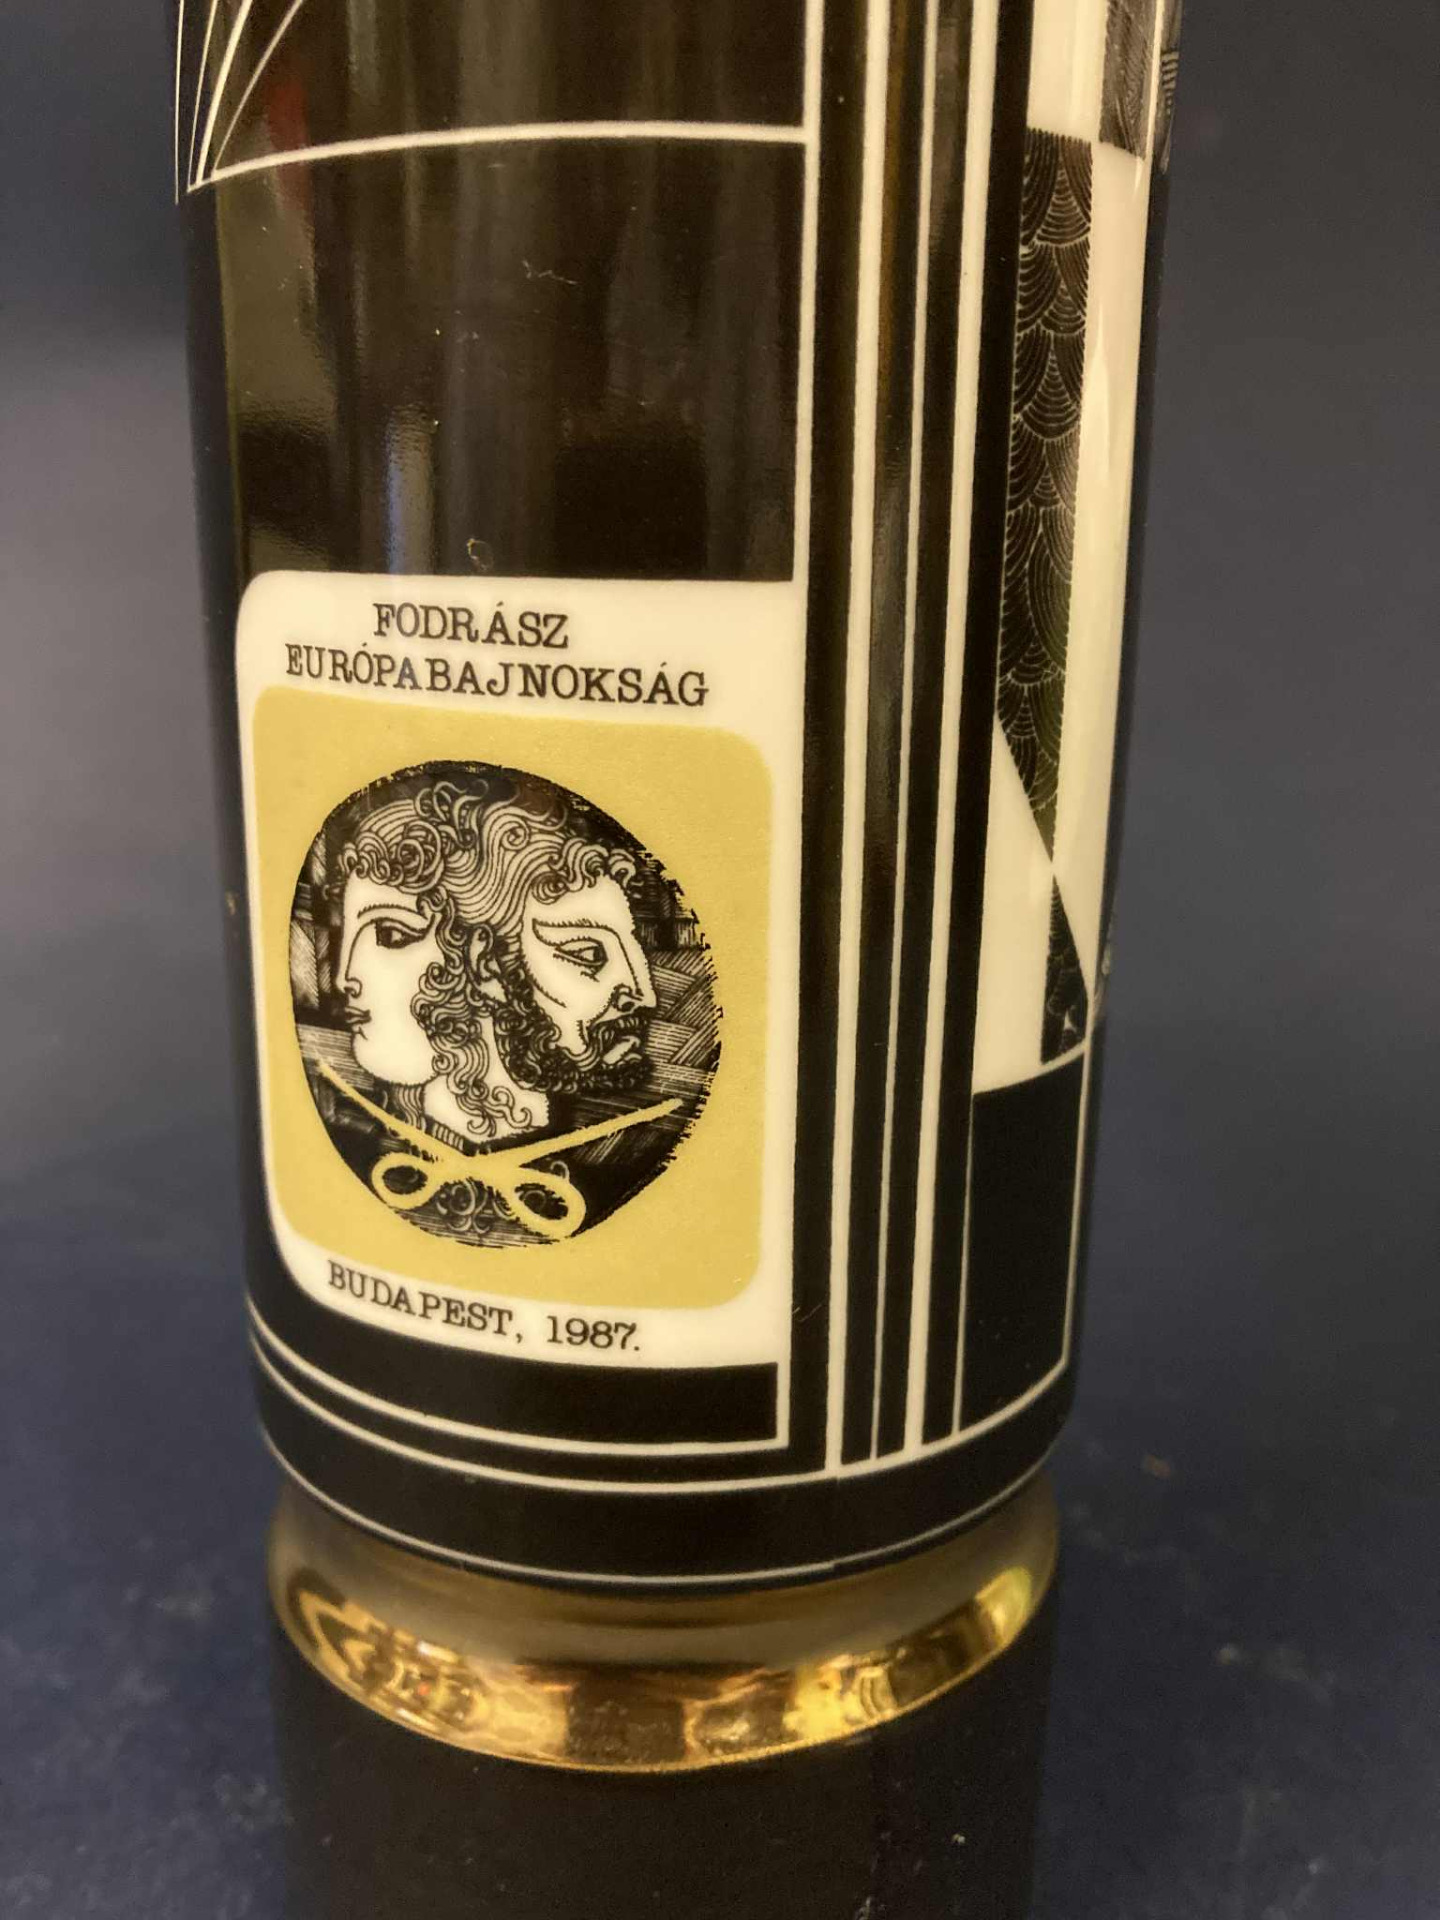 FODRÁSZ
EURÓPABAJNOKSÁG
BUDAPEST, 1987.